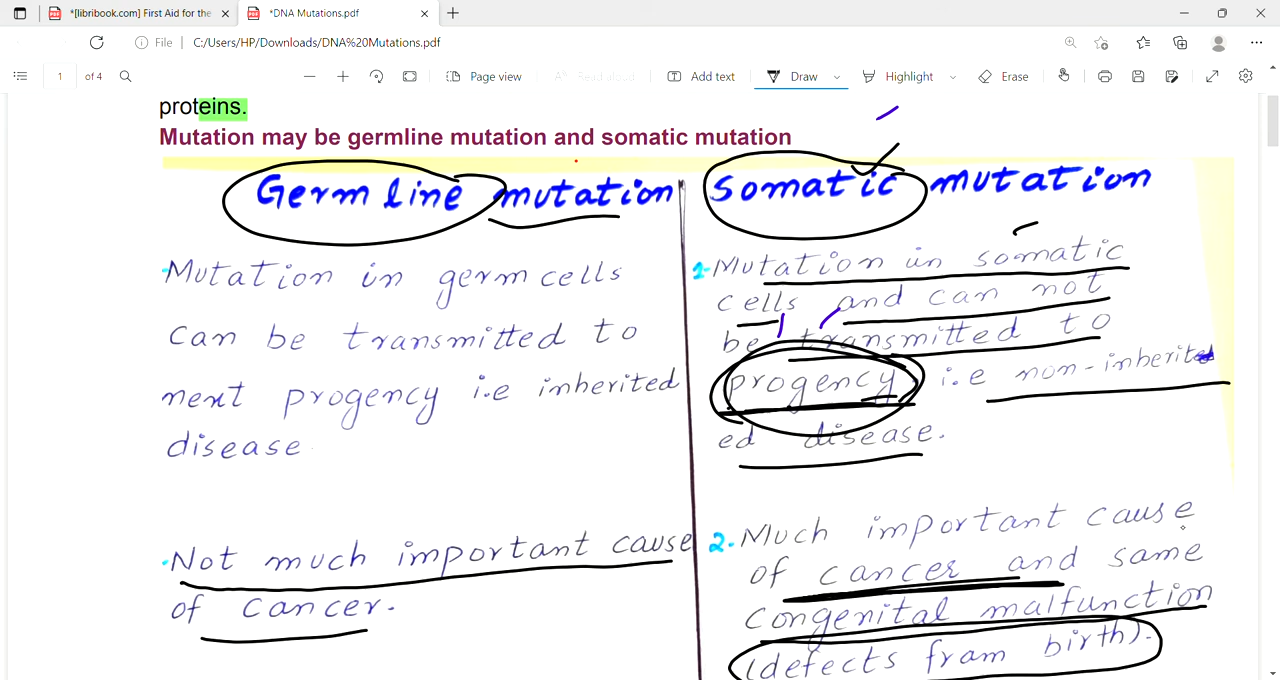 *[libribook.com] First Aid for the
*DNA Mutations.pdf
File | C:/Users/HP/Downloads/DNA%20Mutations.pdf
1 of 4
Page view
Read aloud
Add text
Draw
Highlight
Erase
proteins.
Mutation may be germline mutation and somatic mutation
Germ line mutation
Mutation in germ cells
can be transmitted to
next progency i.e inherited
disease
Not much important cause
of cancer.
Somatic mutation
1-Mutation in somatic
cells and can not
be transmitted to
progency i.e non-inherit
ed disease.
2. Much important cause
of cancer and same
congenital malfunction
(defects fram birth).